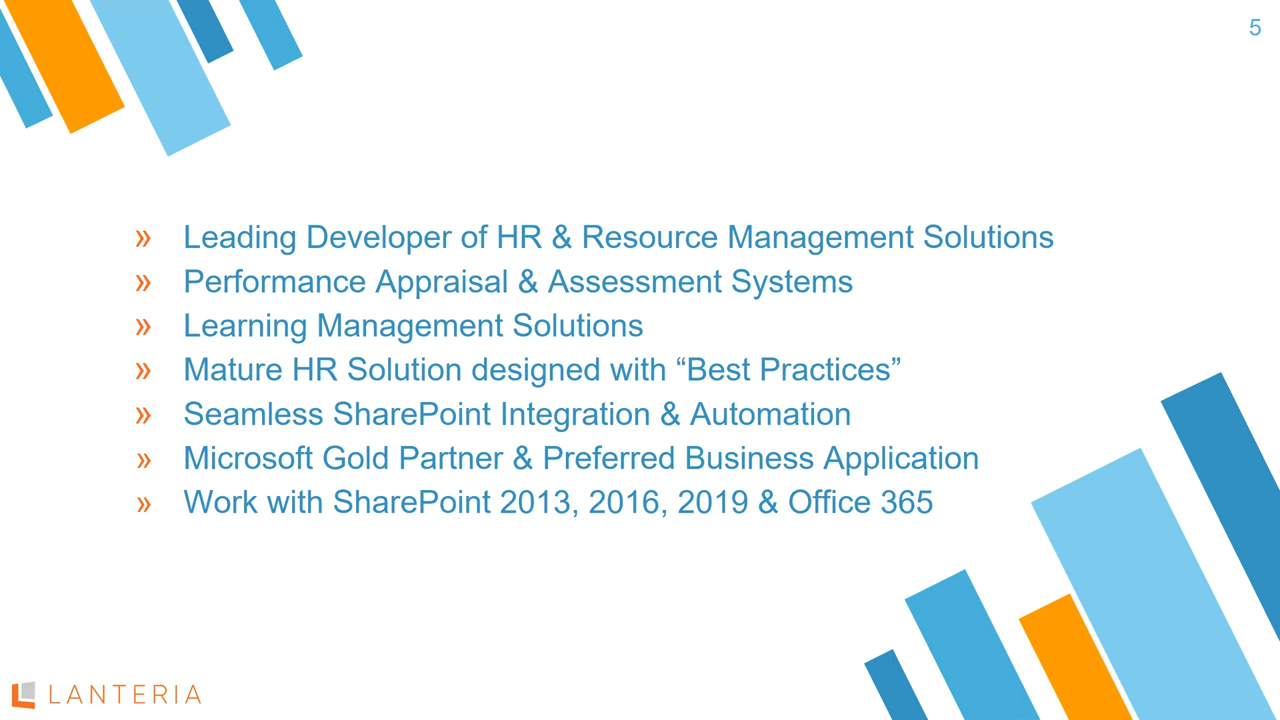 5
» Leading Developer of HR & Resource Management Solutions
» Performance Appraisal & Assessment Systems
» Learning Management Solutions
» Mature HR Solution designed with “Best Practices”
» Seamless SharePoint Integration & Automation
» Microsoft Gold Partner & Preferred Business Application
» Work with SharePoint 2013, 2016, 2019 & Office 365
LANTERIA